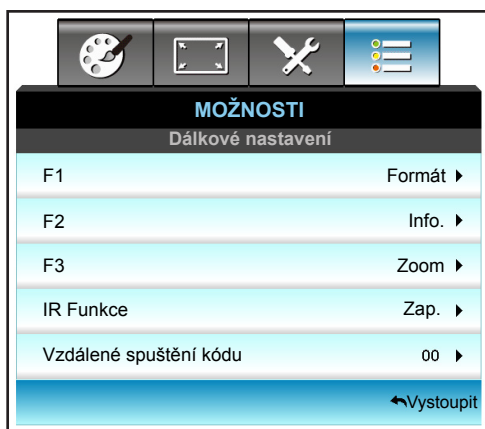 MOŽNOSTI
Dálkové nastavení
F1 Formát
F2 Info.
F3 Zoom
IR Funkce Zap.
Vzdálené spuštění kódu 00
Vystoupit